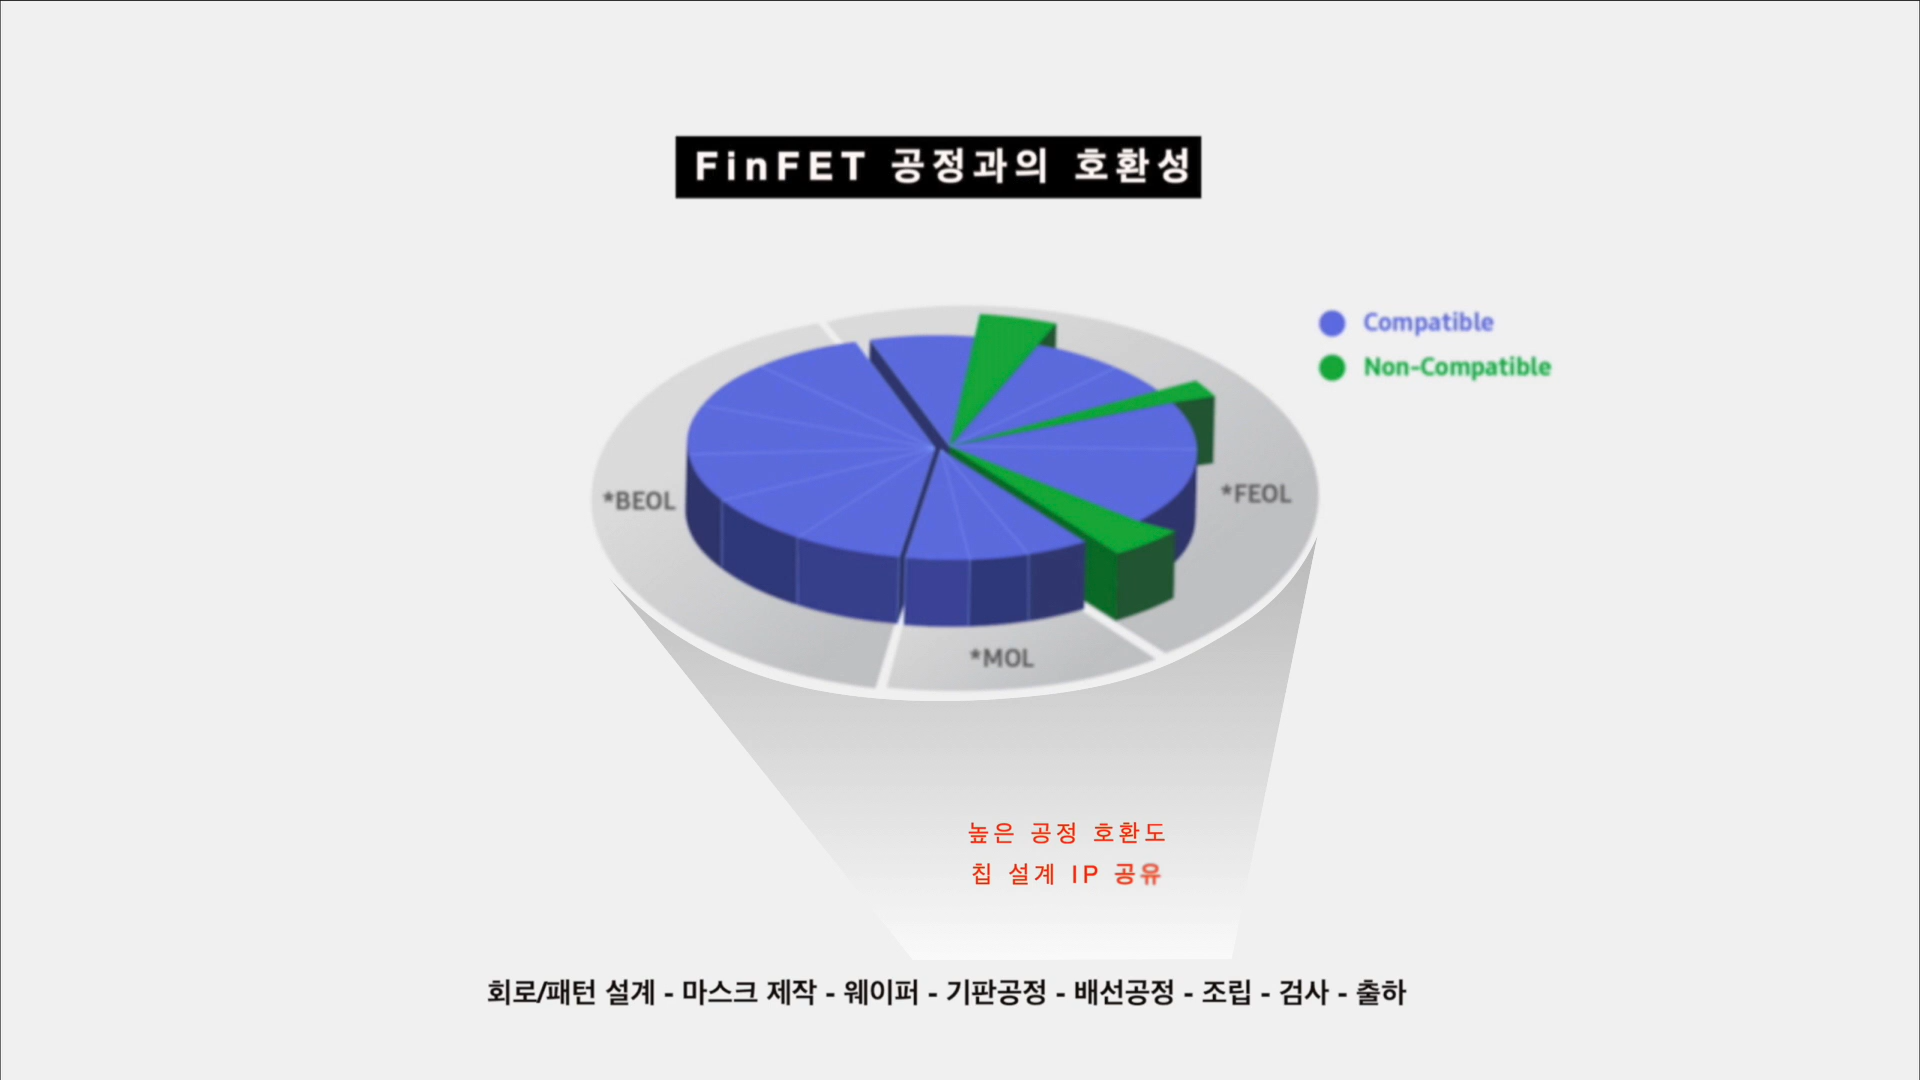 FinFET 공정과의 호환성
Compatible
Non-Compatible
*BEOL
*FEOL
*MOL
높은 공정 호환도
칩 설계 IP 공유
회로/패턴 설계 - 마스크 제작 - 웨이퍼 - 기판공정 - 배선공정 - 조립 - 검사 - 출하